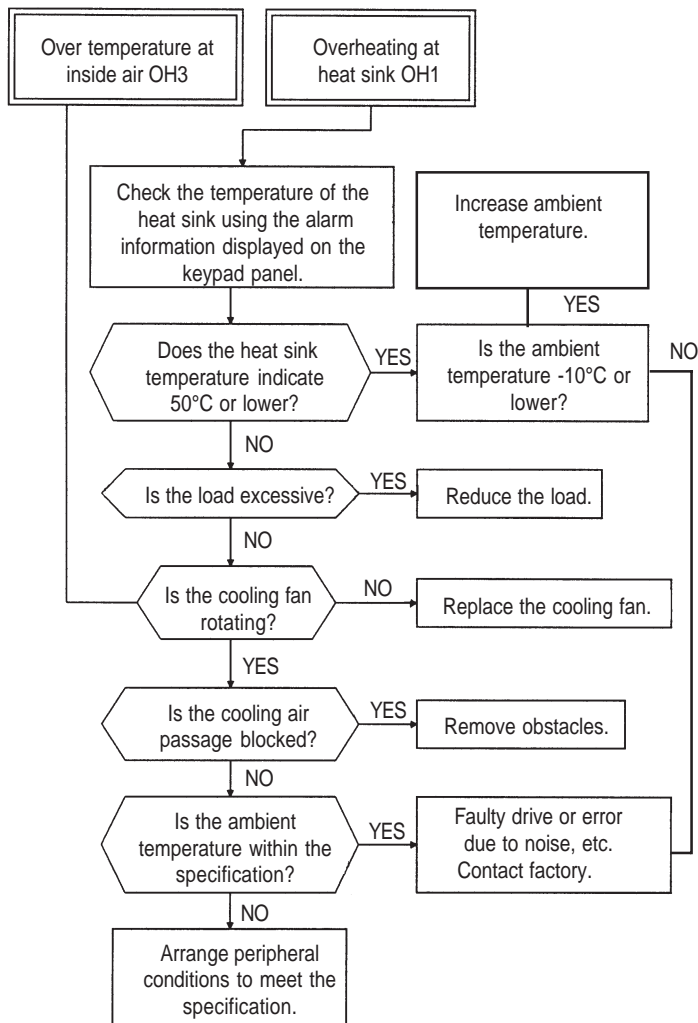 Over temperature at
inside air OH3
Overheating at
heat sink OH1
Check the temperature of the
heat sink using the alarm
information displayed on the
keypad panel.
Increase ambient
temperature.
YES
Does the heat sink
temperature indicate
50°C or lower?
YES
Is the ambient
temperature -10°C or
lower?
NO
NO
Is the load excessive?
YES
Reduce the load.
NO
Is the cooling fan
rotating?
NO
Replace the cooling fan.
YES
Is the cooling air
passage blocked?
YES
Remove obstacles.
NO
Is the ambient
temperature within the
specification?
YES
Faulty drive or error
due to noise, etc.
Contact factory.
NO
Arrange peripheral
conditions to meet the
specification.